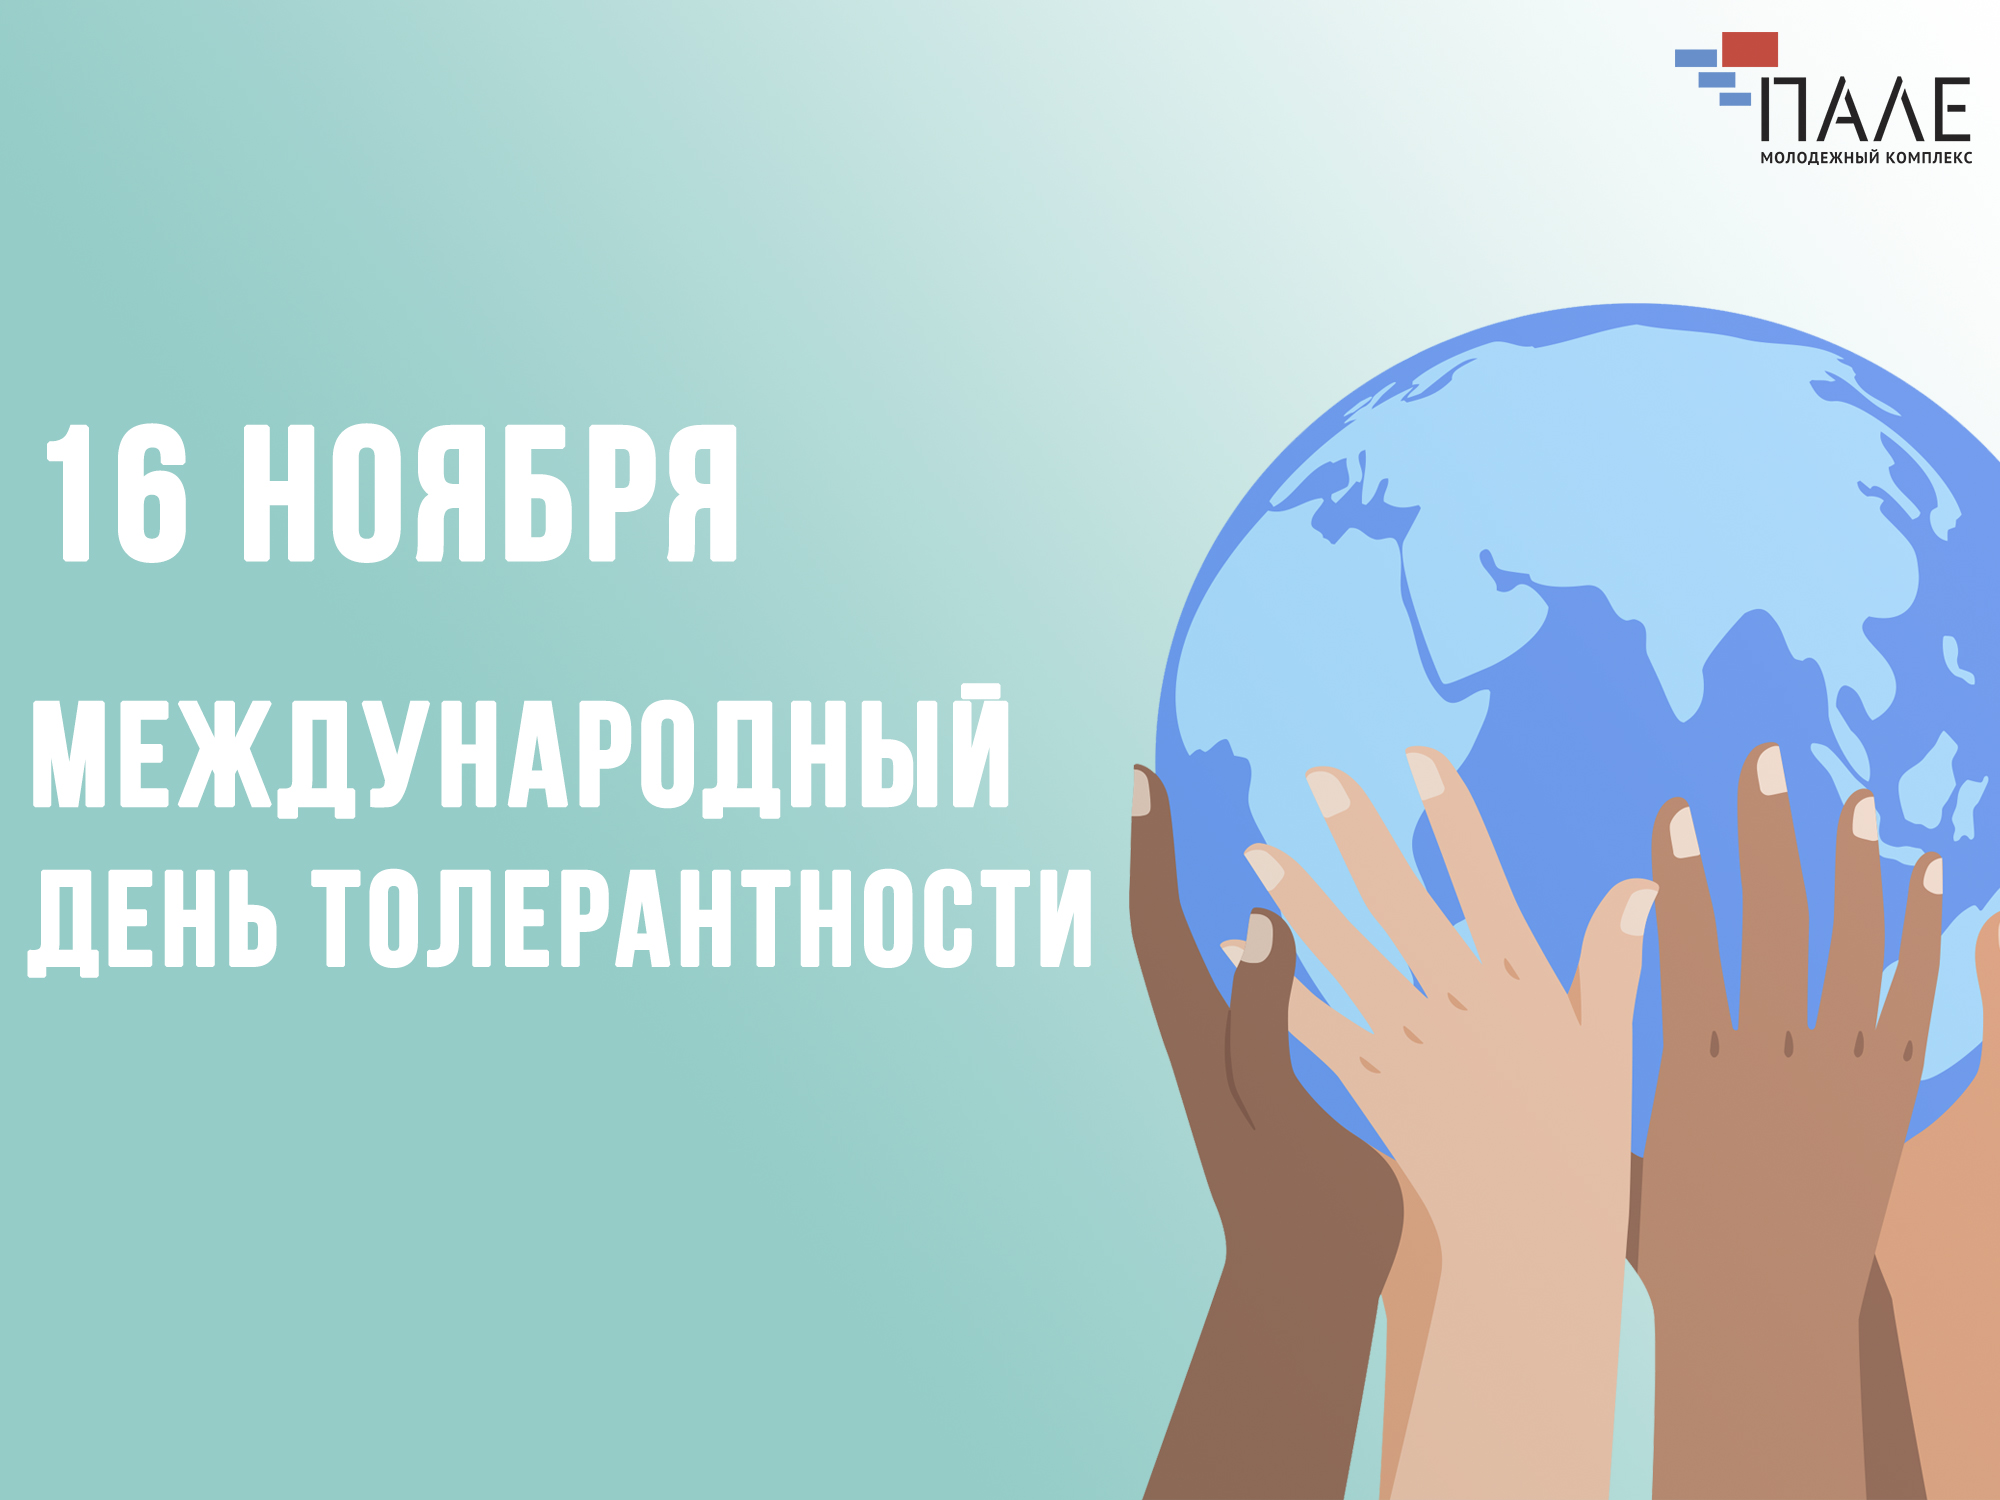 ПАЛЕ
МОЛОДЕЖНЫЙ КОМПЛЕКС
16 НОЯБРЯ
МЕЖДУНАРОДНЫЙ
ДЕНЬ ТОЛЕРАНТНОСТИ